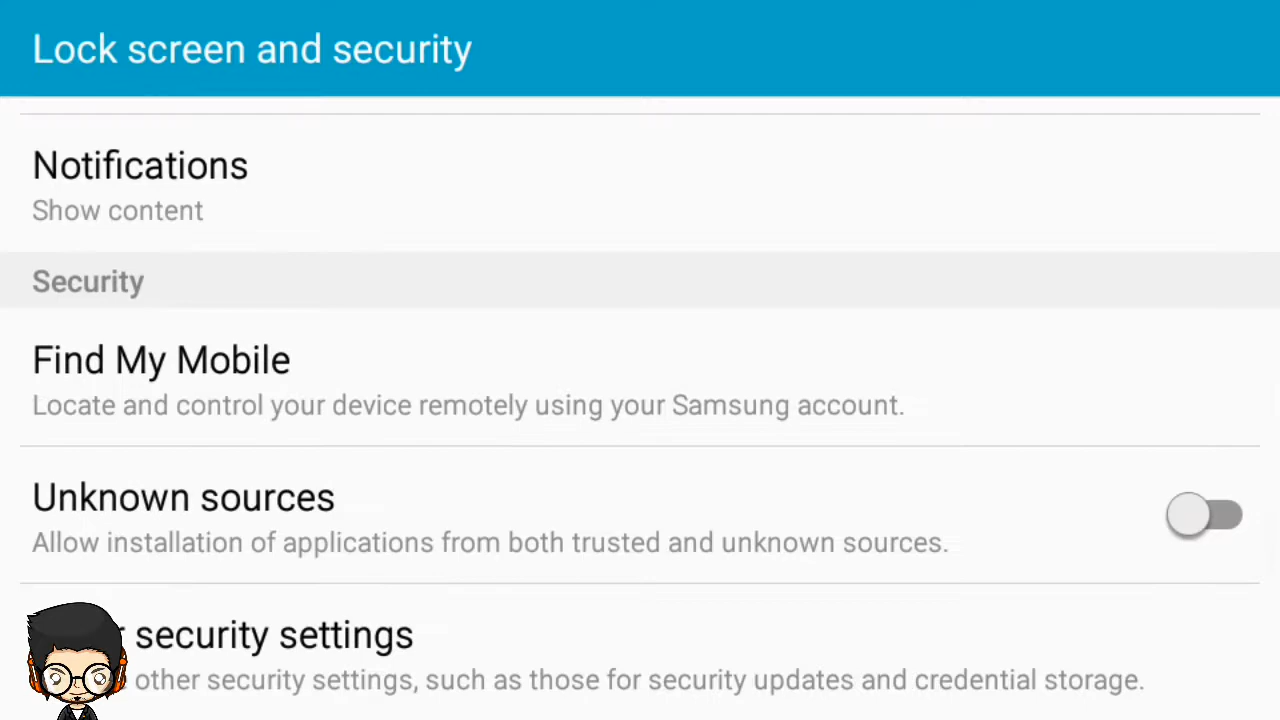 Lock screen and security
Notifications
Show content
Security
Find My Mobile
Locate and control your device remotely using your Samsung account.
Unknown sources
Allow installation of applications from both trusted and unknown sources.
security settings
other security settings, such as those for security updates and credential storage.